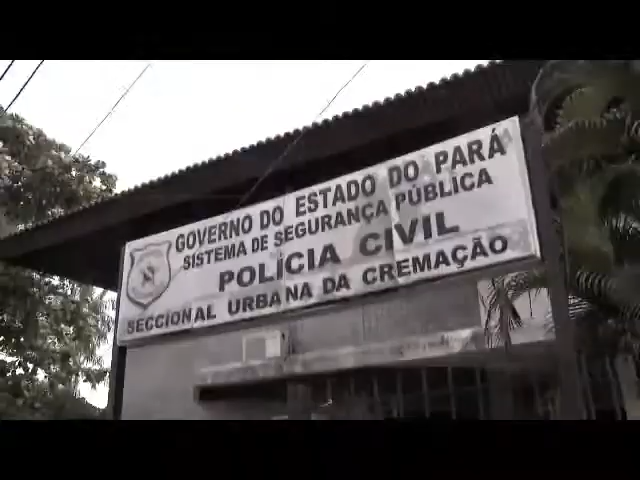 GOVERNO DO ESTADO DO PARÁ
SISTEMA DE SEGURANÇA PÚBLICA
POLÍCIA CIVIL
SECCIONAL URBANA DA CREMAÇÃO